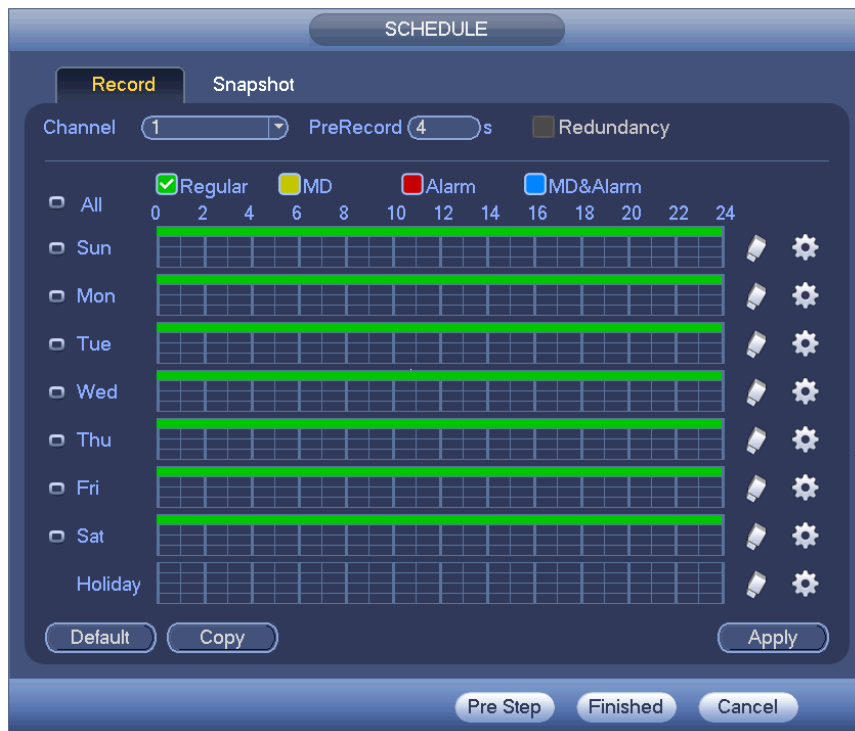 SCHEDULE
Record Snapshot
Channel 1 PreRecord 4 s Redundancy
Regular MD Alarm MD&Alarm
All 0 2 4 6 8 10 12 14 16 18 20 22 24
Sun
Mon
Tue
Wed
Thu
Fri
Sat
Holiday
Default Copy Apply
Pre Step Finished Cancel